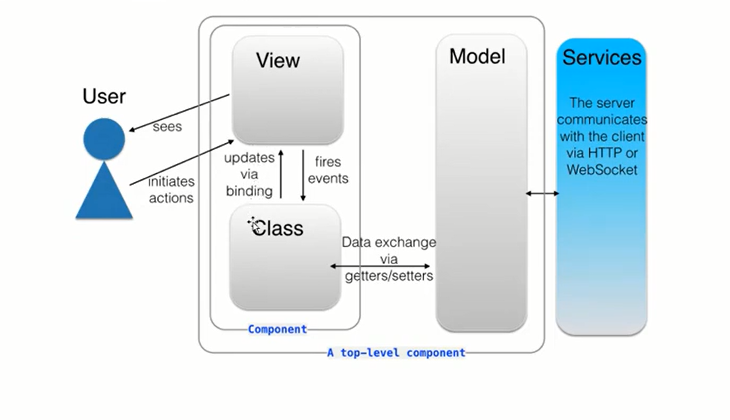 User
sees
initiates
actions
View
updates
via
binding
fires
events
Class
Component
Data exchange
via
getters/setters
Model
A top-level component
Services
The server
communicates
with the client
via HTTP or
WebSocket